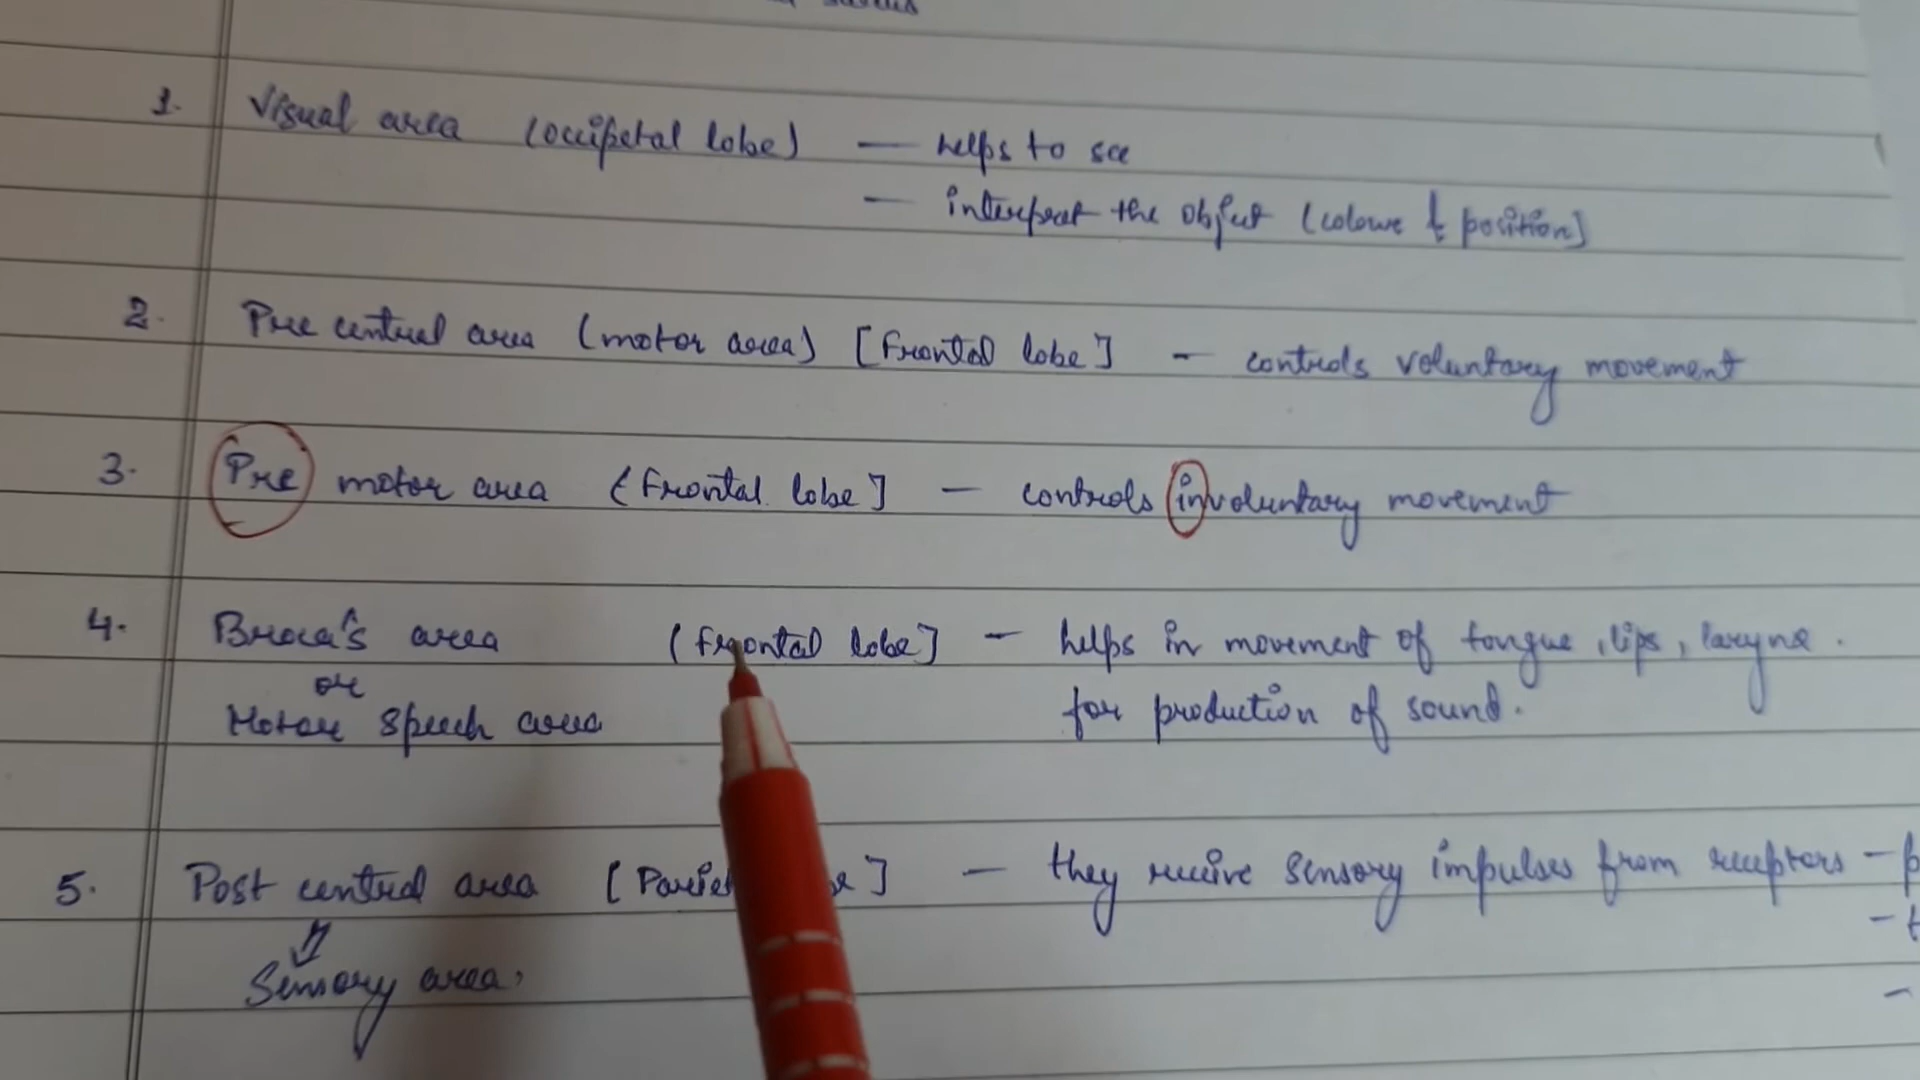 1. Visual area (occipetal lobe) — helps to see
— interpret the object (colour & position]
2. Pre central area (motor area) [Frontal lobe] - controls voluntary movement
3. Pre motor area (Frontal lobe] — controls involuntary movement
4. Broca's area (Frontal lobe] — helps in movement of tongue, lips, larynx.
or
Motor speech area for production of sound.
5. Post central area [ — they receive sensory impulses from receptors -
Sensory area,